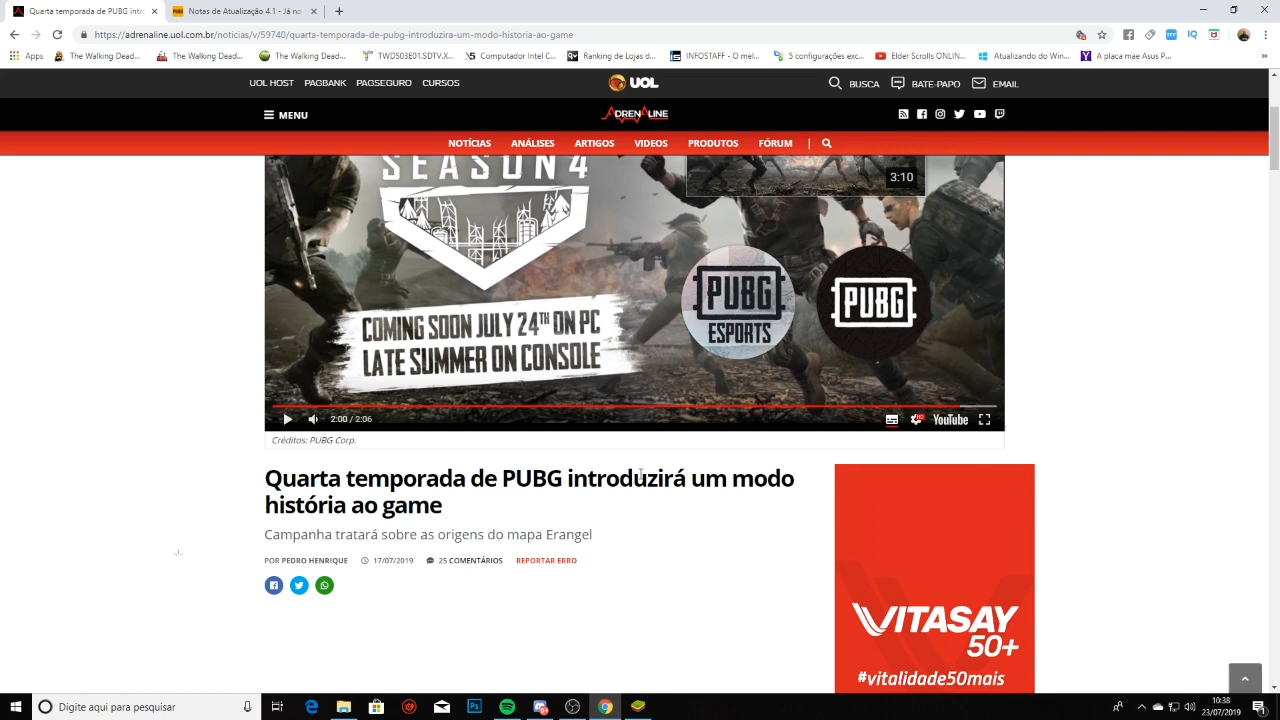 Quarta temporada de PUBG intro
Notas de Atualização 4.1 - Já no
https://adrenaline.uol.com.br/noticias/v/59740/quarta-temporada-de-pubg-introduzira-um-modo-historia-ao-game
Apps The Walking Dead... The Walking Dead... The Walking Dead... TWDS03E01.SDTV.X... Computador Intel C... Ranking de Lojas d... INFOSTAFF - O mel... 5 configurações exc... Elder Scrolls ONLIN... Atualizando do Win... A placa mae Asus P...
UOL HOST PAGBANK PAGSEGURO CURSOS UOL BUSCA BATE-PAPO EMAIL
MENU ADRENALINE
NOTÍCIAS ANÁLISES ARTIGOS VIDEOS PRODUTOS FÓRUM
SEASON 4
3:10
COMING SOON JULY 24TH ON PC
LATE SUMMER ON CONSOLE
PUBG
ESPORTS
PUBG
2:00 / 2:06
HD
YouTube
Créditos: PUBG Corp.
Quarta temporada de PUBG introduzirá um modo
história ao game
Campanha tratará sobre as origens do mapa Erangel
POR PEDRO HENRIQUE 17/07/2019 25 COMENTÁRIOS REPORTAR ERRO
VITASAY
50+
#vitalidade50mais
Digite aqui para pesquisar
10:38
23/07/2019